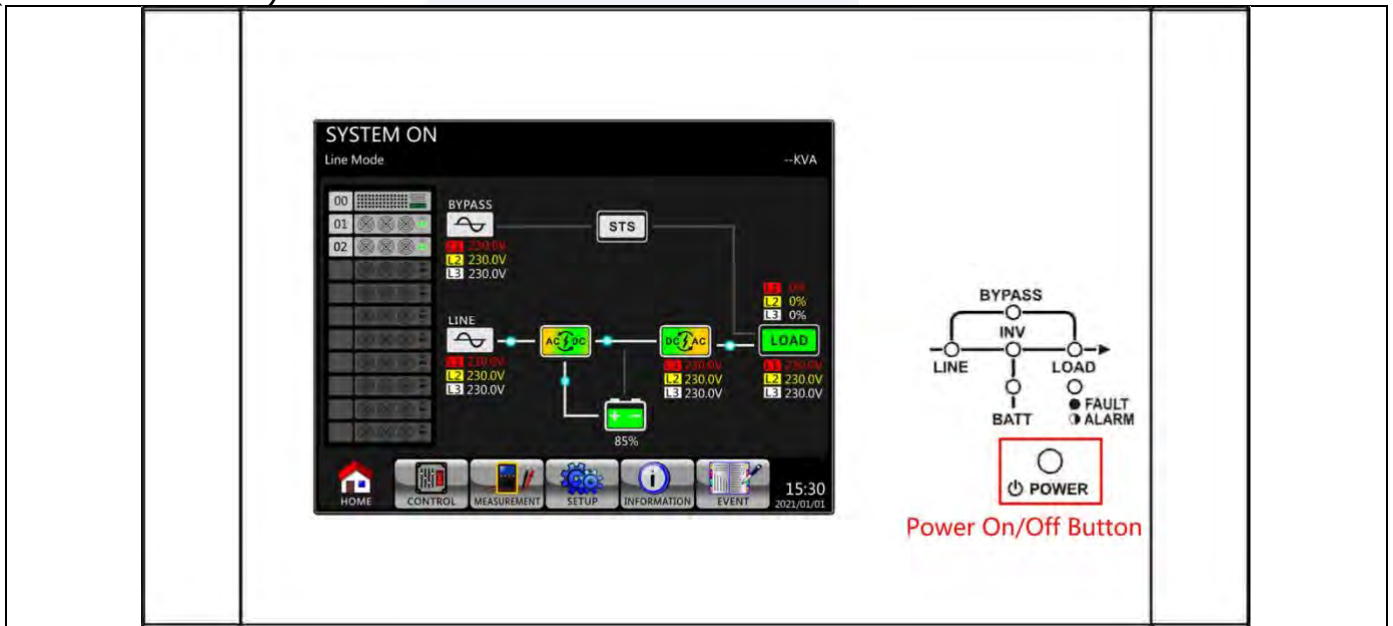 SYSTEM ON
Line Mode
--KVA
00
01
02
BYPASS
L1 230.0V
L2 230.0V
L3 230.0V
STS
L1 0%
L2 0%
L3 0%
LINE
L1 230.0V
L2 230.0V
L3 230.0V
AC DC
DC AC
L1 230.0V
L2 230.0V
L3 230.0V
LOAD
L1 230.0V
L2 230.0V
L3 230.0V
+ −
85%
HOME
CONTROL
MEASUREMENT
SETUP
INFORMATION
EVENT
15:30
2021/01/01
BYPASS
INV
LINE
LOAD
BATT
FAULT
ALARM
POWER
Power On/Off Button